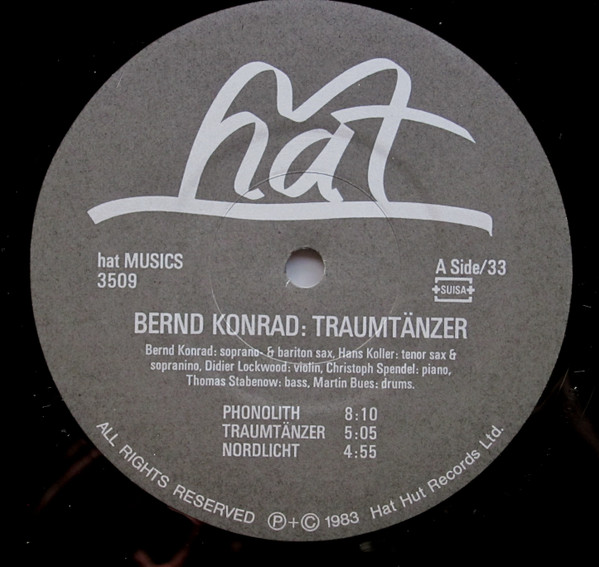 hat
hat MUSICS
3509
A Side/33
SUISA
BERND KONRAD: TRAUMTÄNZER
Bernd Konrad: soprano- & bariton sax, Hans Koller: tenor sax &
sopranino, Didier Lockwood: violin, Christoph Spendel: piano,
Thomas Stabenow: bass, Martin Bues: drums.
PHONOLITH 8:10
TRAUMTÄNZER 5:05
NORDLICHT 4:55
ALL RIGHTS RESERVED Ⓟ+© 1983 Hat Hut Records Ltd.